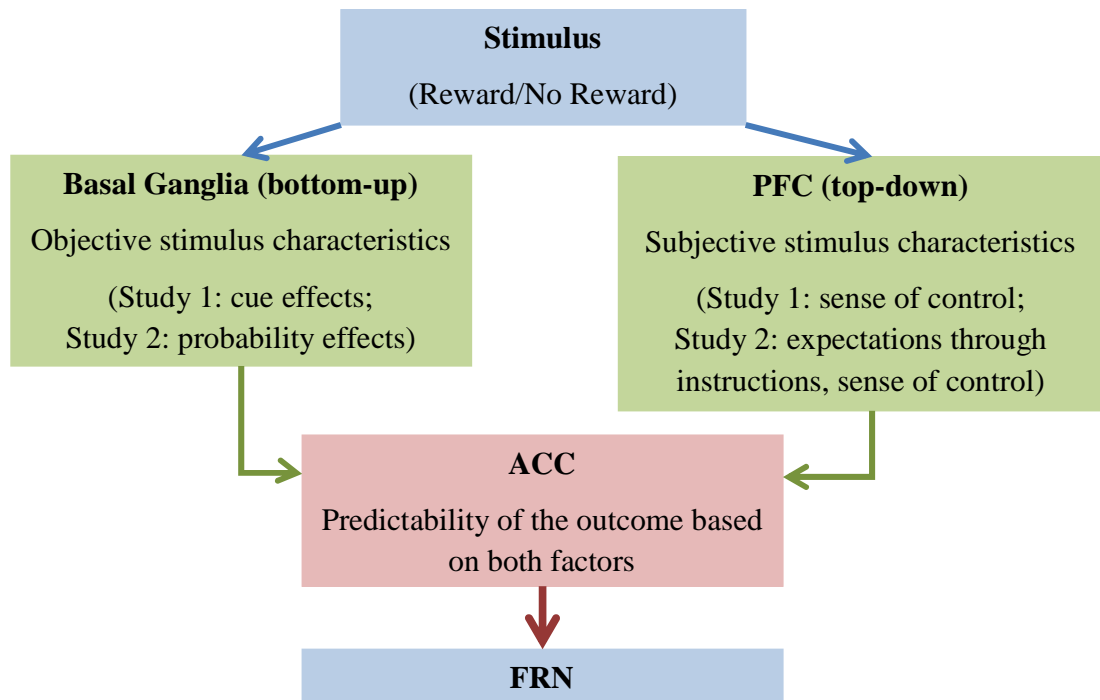 Stimulus
(Reward/No Reward)
Basal Ganglia (bottom-up)
Objective stimulus characteristics
(Study 1: cue effects;
Study 2: probability effects)
PFC (top-down)
Subjective stimulus characteristics
(Study 1: sense of control;
Study 2: expectations through
instructions, sense of control)
ACC
Predictability of the outcome based
on both factors
FRN